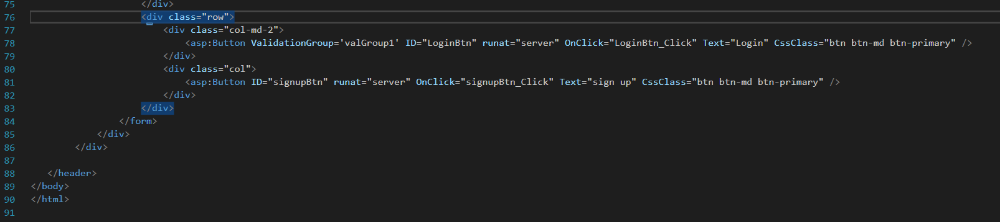 75 </div>
76 <div class="row">
77 <div class="col-md-2">
78 <asp:Button ValidationGroup='valGroup1' ID="LoginBtn" runat="server" OnClick="LoginBtn_Click" Text="Login" CssClass="btn btn-md btn-primary" />
79 </div>
80 <div class="col">
81 <asp:Button ID="signupBtn" runat="server" OnClick="signupBtn_Click" Text="sign up" CssClass="btn btn-md btn-primary" />
82 </div>
83 </div>
84 </form>
85 </div>
86 </div>
87
88 </header>
89 </body>
90 </html>
91